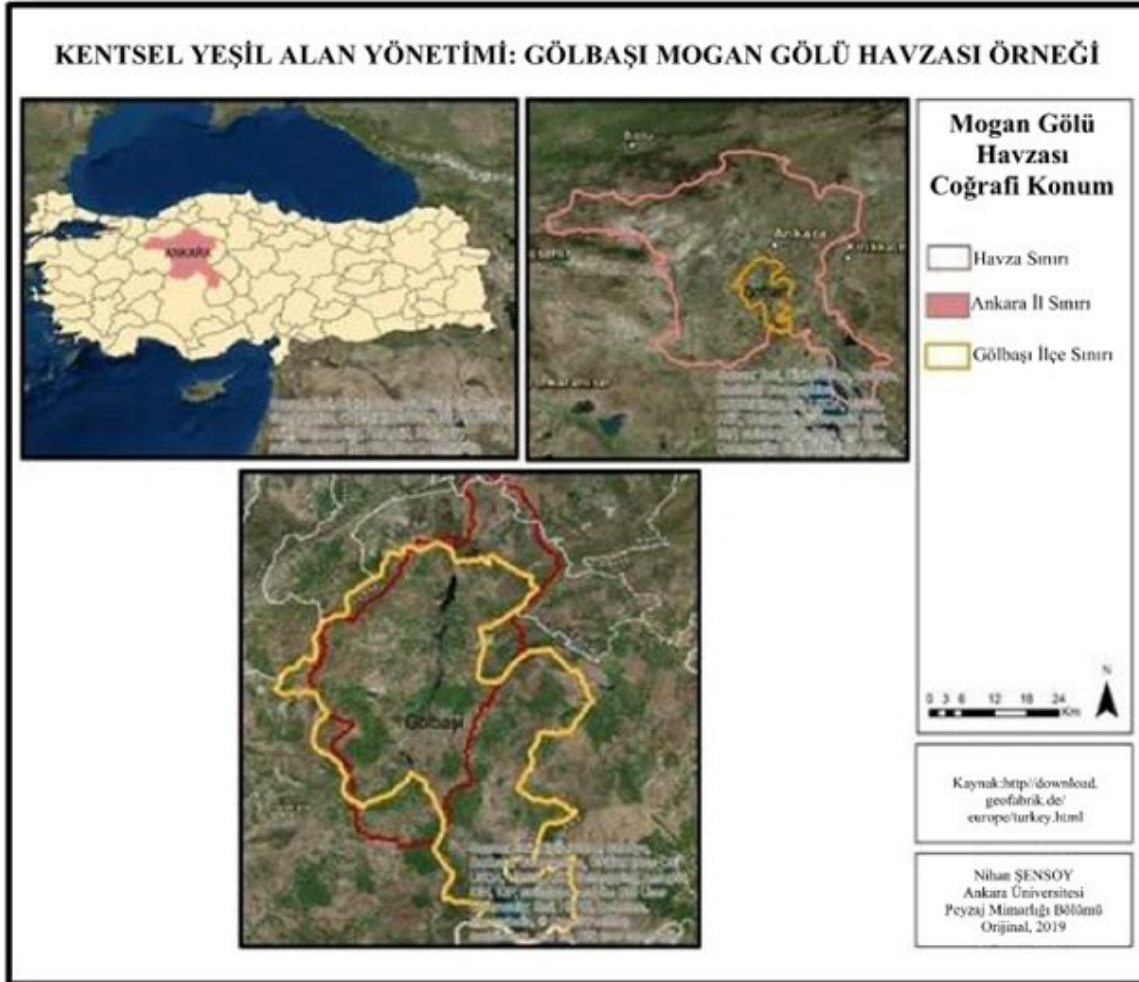 KENTSEL YEŞİL ALAN YÖNETİMİ: GÖLBAŞI MOGAN GÖLÜ HAVZASI ÖRNEĞİ
ANKARA
Bolu
Ankara
Gölbaşı
Mogan Gölü
Havzası
Coğrafi Konum
Havza Sınırı
Ankara İl Sınırı
Gölbaşı İlçe Sınırı
N
0 3 6 12 18 24
Km
Kaynak:http://download.
geofabrik.de/
europe/turkey.html
Nihan ŞENSOY
Ankara Üniversitesi
Peyzaj Mimarlığı Bölümü
Orijinal, 2019